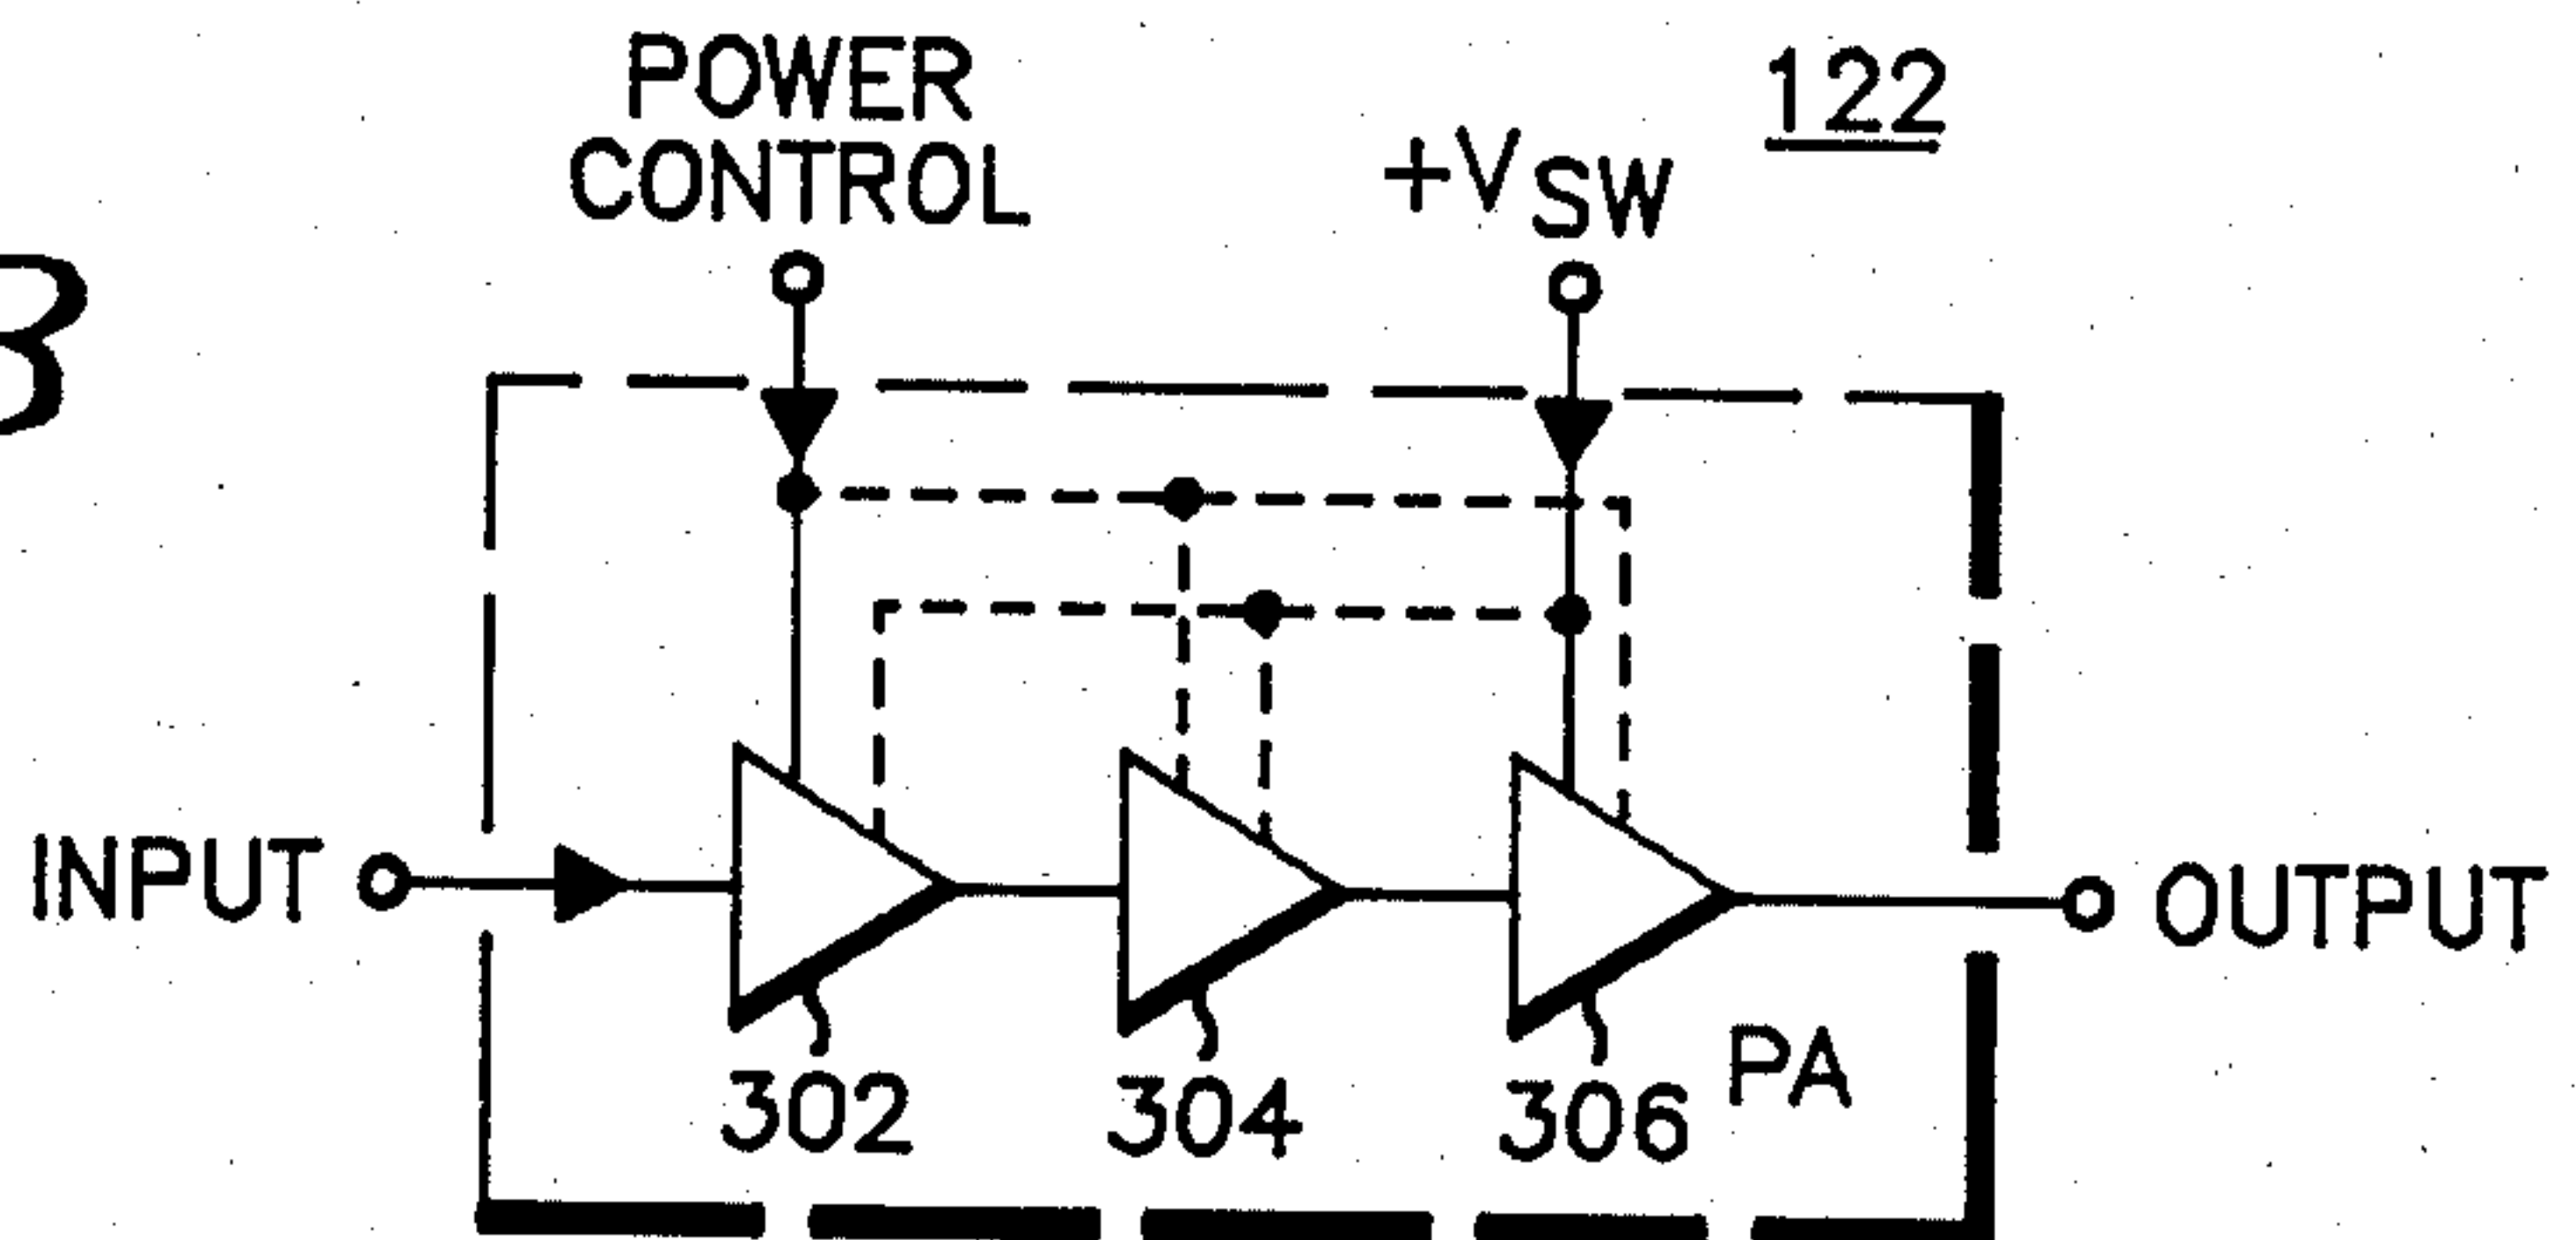 POWER
CONTROL
+VSW
122
3
INPUT
OUTPUT
302
304
306
PA